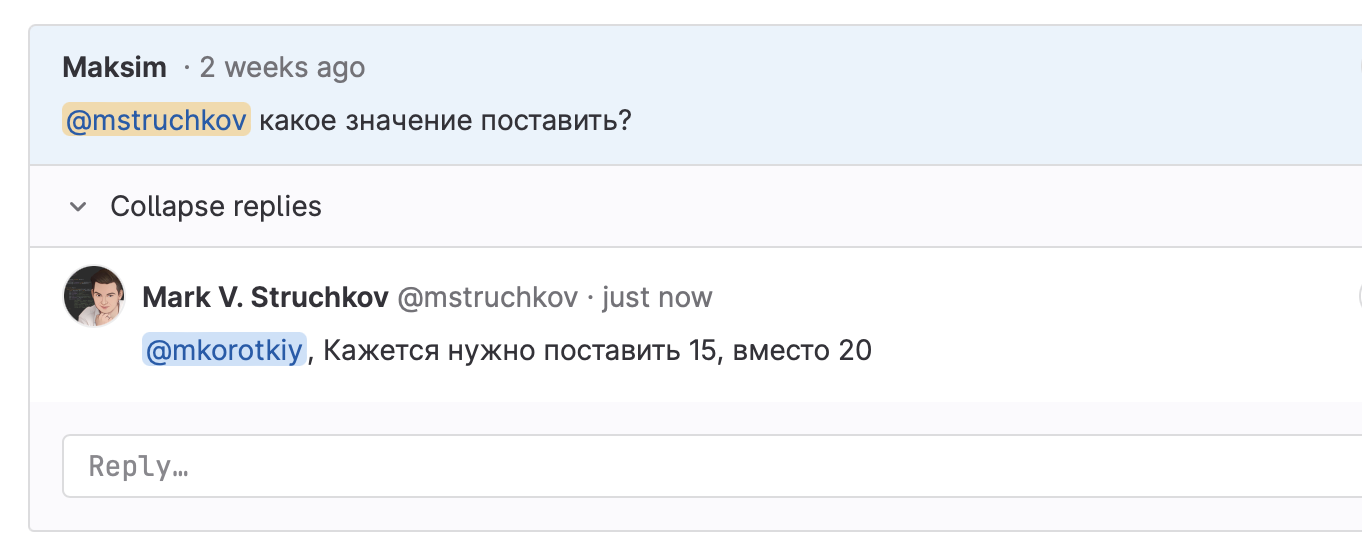 Maksim · 2 weeks ago
@mstruchkov какое значение поставить?
Collapse replies
Mark V. Struchkov @mstruchkov · just now
@mkorotkiy, Кажется нужно поставить 15, вместо 20
Reply…